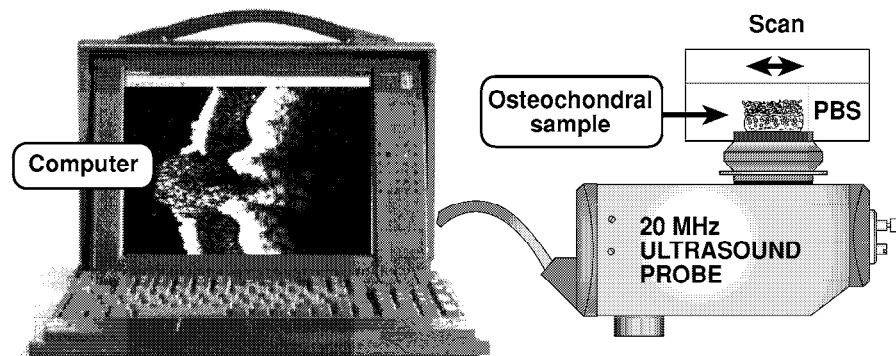 Scan
Osteochondral
sample
PBS
Computer
20 MHz
ULTRASOUND
PROBE